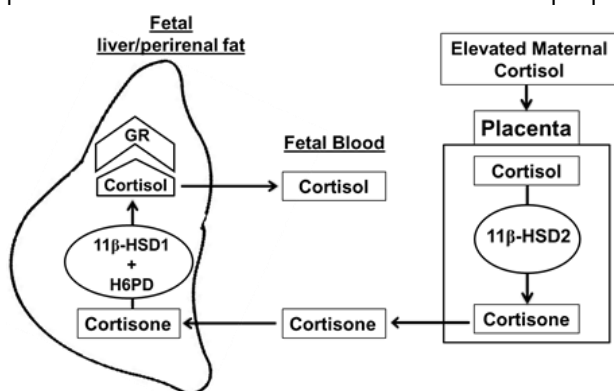 Fetal
liver/perirenal fat
Elevated Maternal
Cortisol
Placenta
GR
Cortisol
Fetal Blood
Cortisol
Cortisol
11β-HSD1
+
H6PD
11β-HSD2
Cortisone
Cortisone
Cortisone